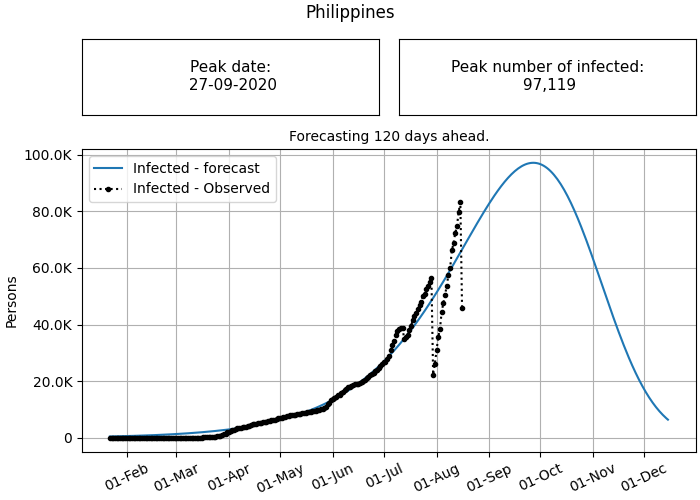 Philippines
Peak date:
27-09-2020
Peak number of infected:
97,119
Forecasting 120 days ahead.
Infected - forecast
Infected - Observed
100.0K
80.0K
60.0K
40.0K
20.0K
0
Persons
01-Feb
01-Mar
01-Apr
01-May
01-Jun
01-Jul
01-Aug
01-Sep
01-Oct
01-Nov
01-Dec